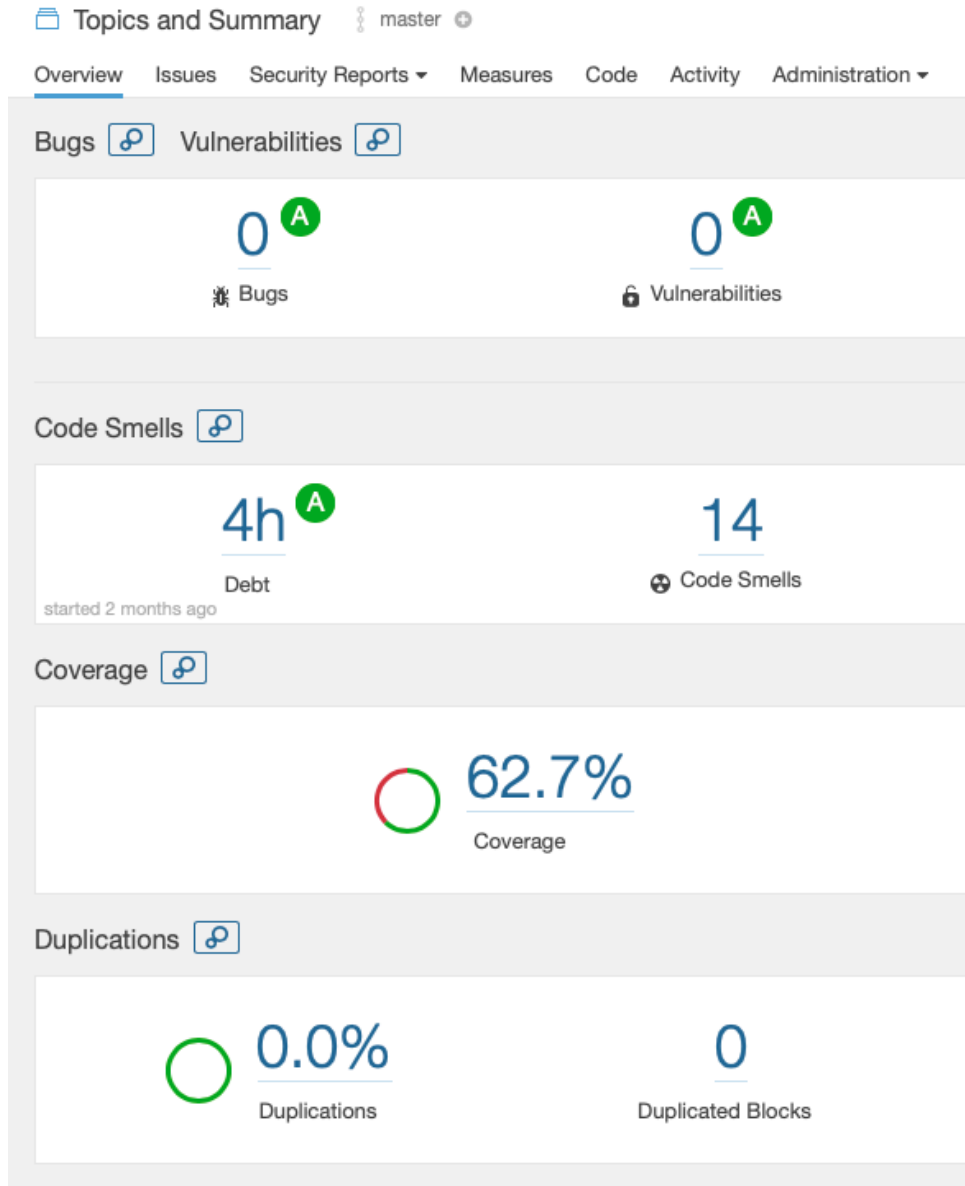 Topics and Summary master
Overview Issues Security Reports Measures Code Activity Administration
Bugs Vulnerabilities
0 A 0 A
Bugs Vulnerabilities
Code Smells
4h A 14
Debt Code Smells
started 2 months ago
Coverage
62.7%
Coverage
Duplications
0.0% 0
Duplications Duplicated Blocks